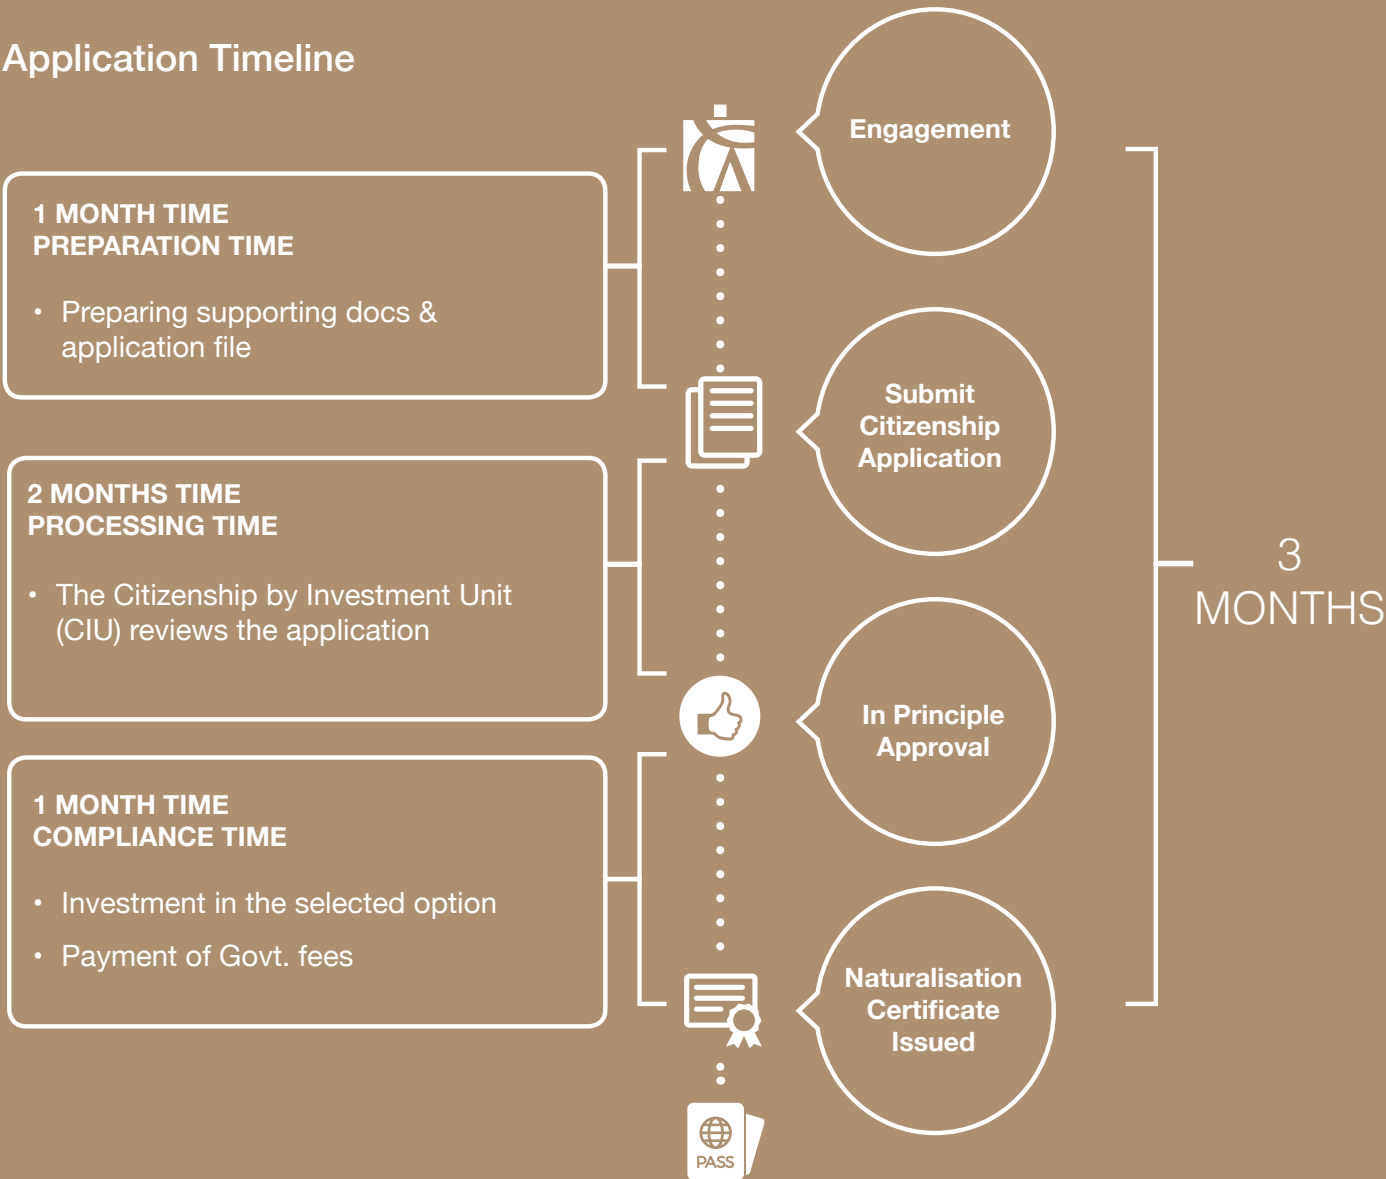 Application Timeline
Engagement
1 MONTH TIME
PREPARATION TIME
• Preparing supporting docs &
application file
Submit
Citizenship
Application
2 MONTHS TIME
PROCESSING TIME
• The Citizenship by Investment Unit
(CIU) reviews the application
3
MONTHS
In Principle
Approval
1 MONTH TIME
COMPLIANCE TIME
• Investment in the selected option
• Payment of Govt. fees
Naturalisation
Certificate
Issued
PASS